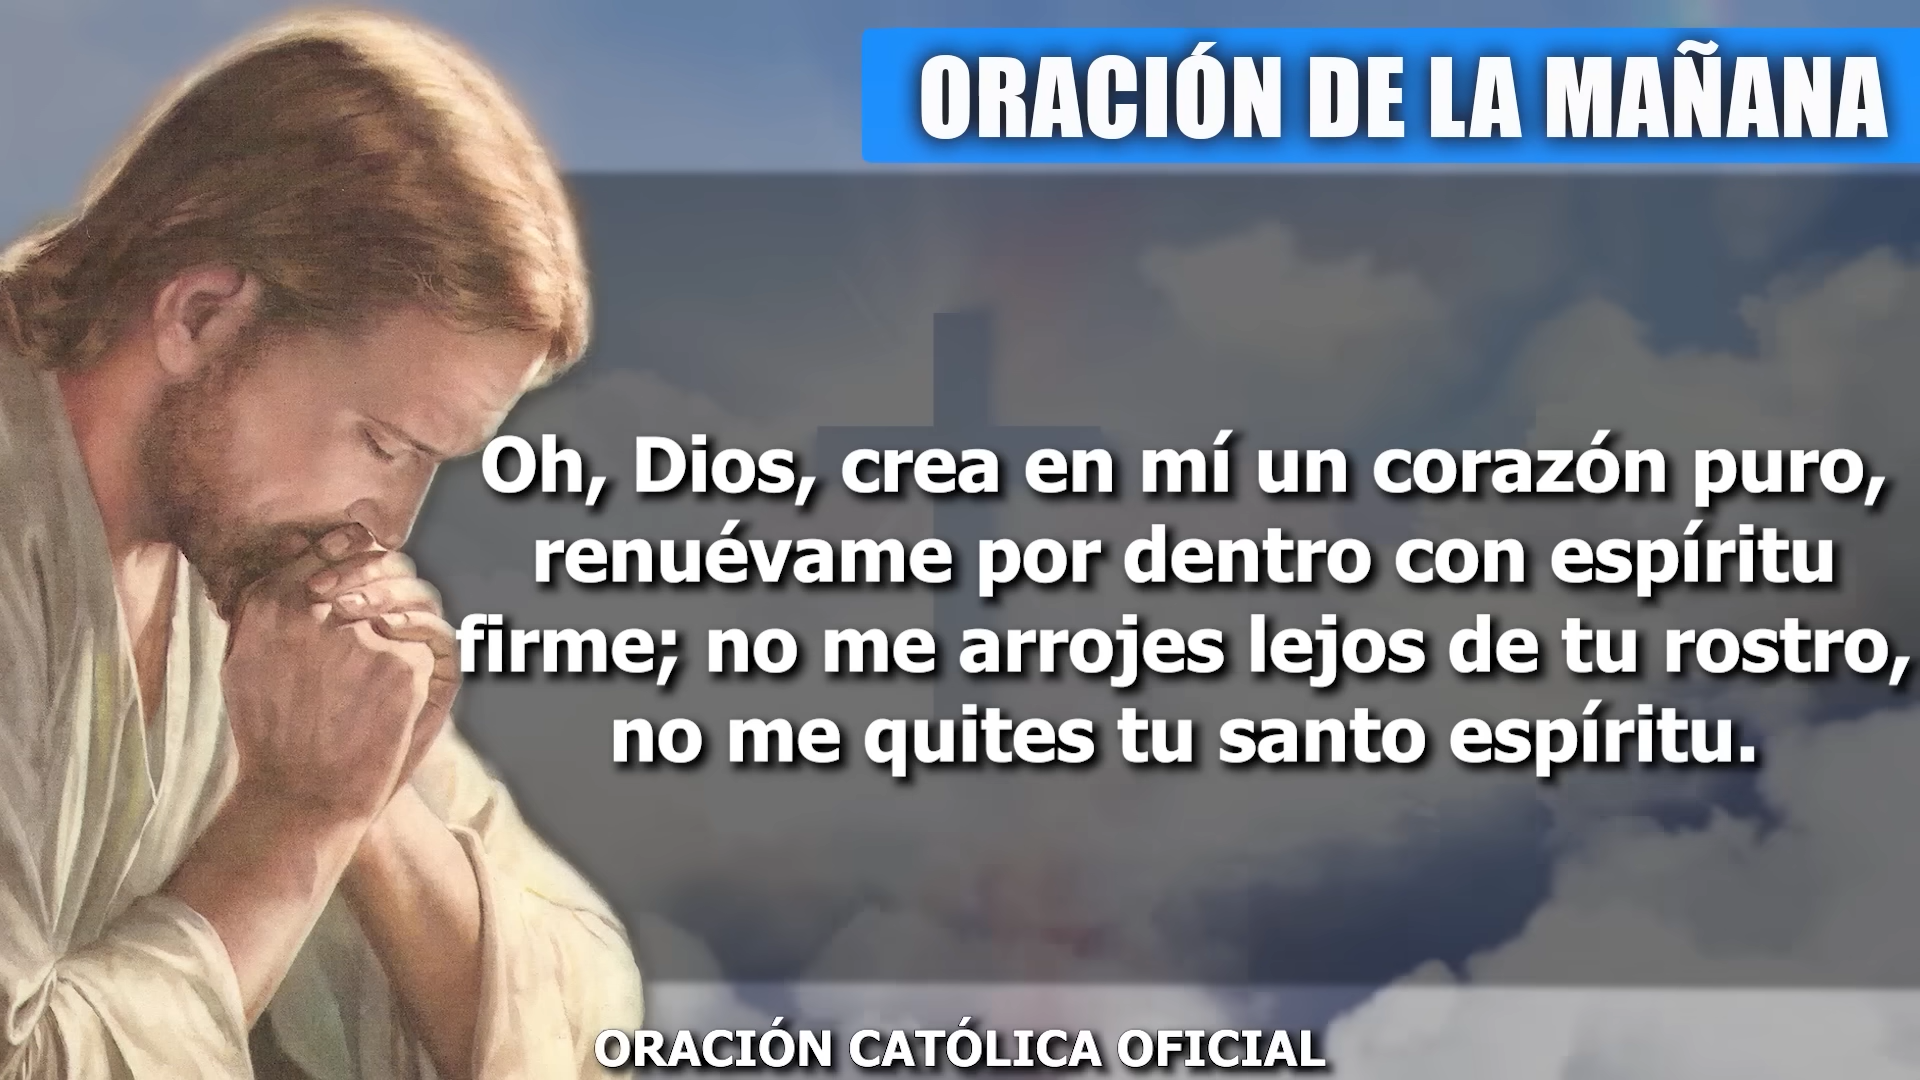 ORACIÓN DE LA MAÑANA
Oh, Dios, crea en mí un corazón puro,
renuévame por dentro con espíritu
firme; no me arrojes lejos de tu rostro,
no me quites tu santo espíritu.
ORACIÓN CATÓLICA OFICIAL